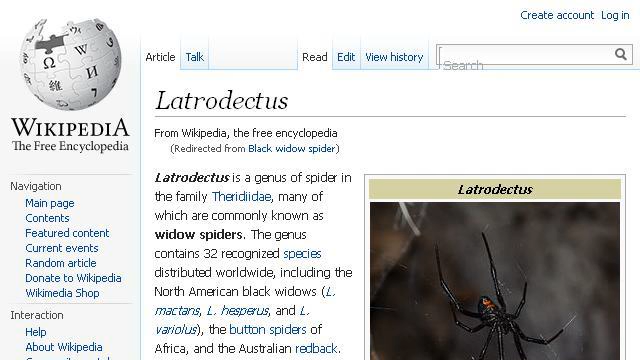 Create account Log in
Article Talk Read Edit View history Search
Latrodectus
From Wikipedia, the free encyclopedia
(Redirected from Black widow spider)
WIKIPEDIA
The Free Encyclopedia
Navigation
Main page
Contents
Featured content
Current events
Random article
Donate to Wikipedia
Wikimedia Shop
Interaction
Help
About Wikipedia
Latrodectus is a genus of spider in
the family Theridiidae, many of
which are commonly known as
widow spiders. The genus
contains 32 recognized species
distributed worldwide, including the
North American black widows (L.
mactans, L. hesperus, and L.
variolus), the button spiders of
Africa, and the Australian redback.
Latrodectus